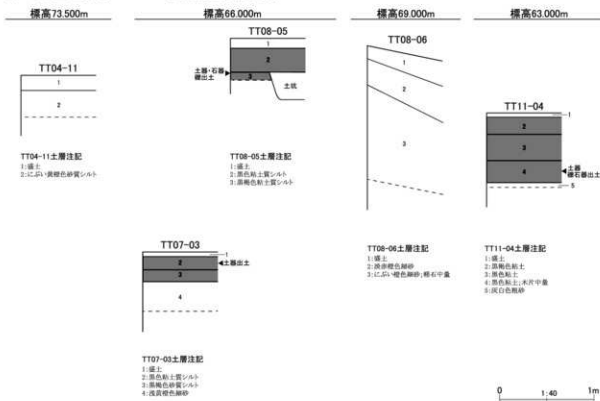 標高73.500m
標高66.000m
標高69.000m
標高63.000m
TT04-11
1
2
TT04-11土層注記
1:盛土
2:にぶい黄橙色砂質シルト
TT08-05
1
2
3
土器・石器
礫出土
土坑
TT08-05土層注記
1:盛土
2:黒色粘土質シルト
3:黒褐色粘土質シルト
TT07-03
1
2
3
4
土器出土
TT07-03土層注記
1:盛土
2:黒色粘土質シルト
3:黒褐色砂質シルト
4:浅黄橙色細砂
TT08-06
1
2
3
TT08-06土層注記
1:盛土
2:淡赤橙色細砂
3:にぶい橙色細砂;軽石中量
TT11-04
1
2
3
4
5
土器
礫石器出土
TT11-04土層注記
1:盛土
2:黒褐色粘土
3:黒色粘土
4:黒色粘土;木片中量
5:灰白色粗砂
0 1:40 1m